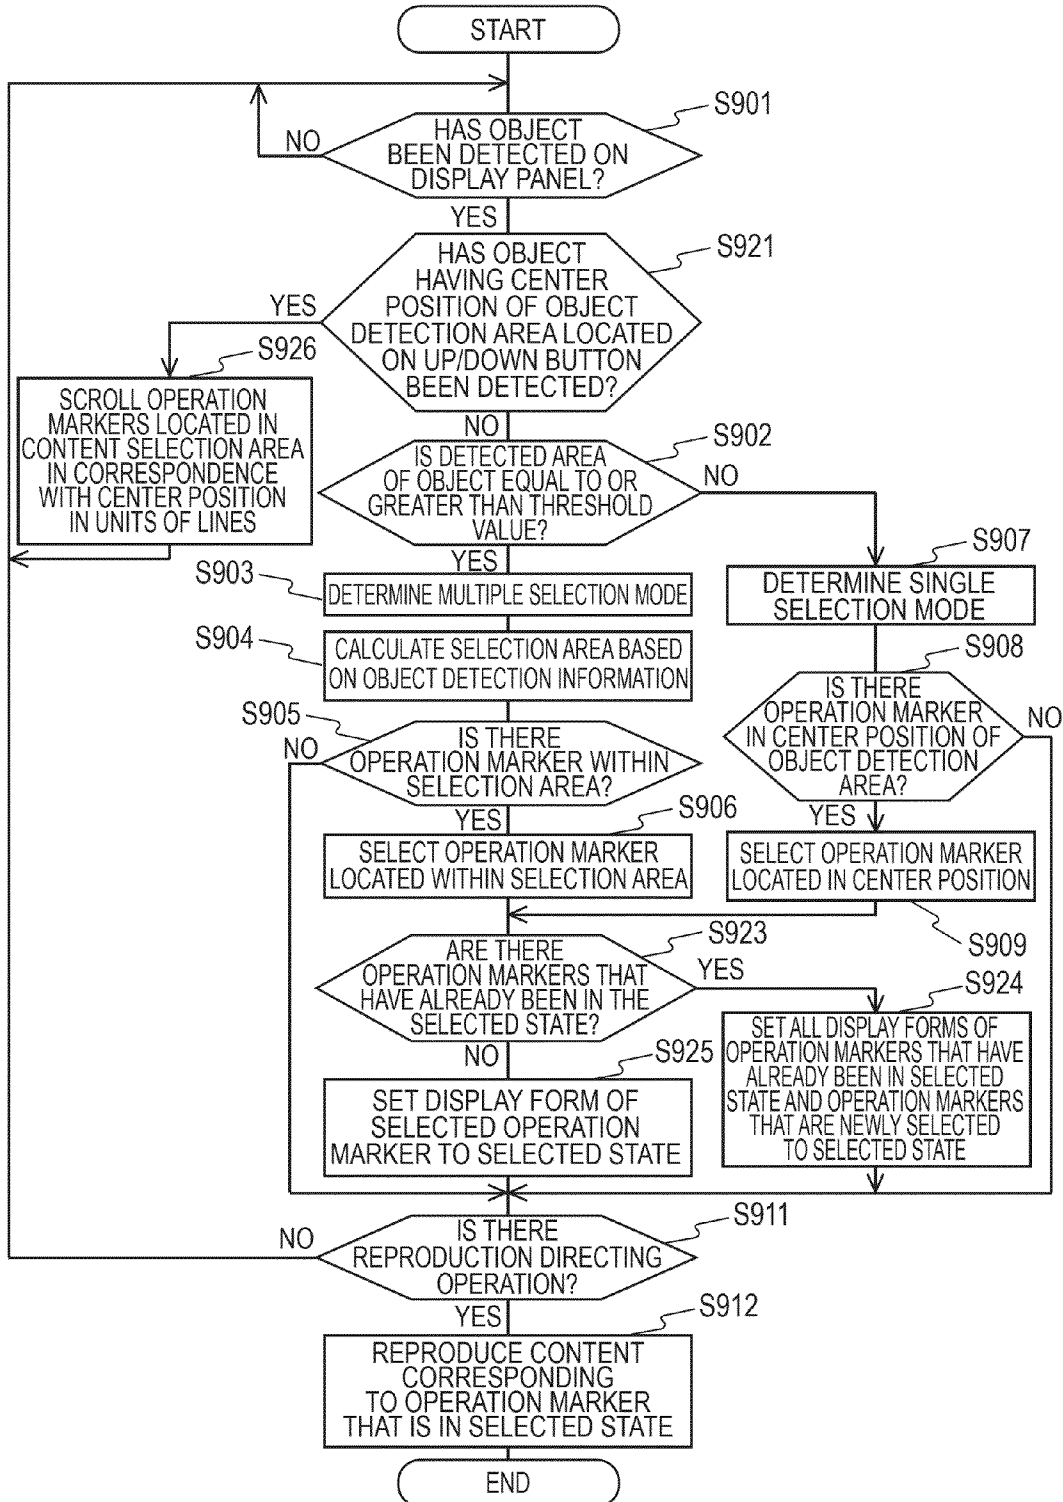 START
S901
HAS OBJECT
BEEN DETECTED ON
DISPLAY PANEL?
NO
YES
S921
HAS OBJECT
HAVING CENTER
POSITION OF OBJECT
DETECTION AREA LOCATED
ON UP/DOWN BUTTON
BEEN DETECTED?
YES
NO
S926
SCROLL OPERATION
MARKERS LOCATED IN
CONTENT SELECTION AREA
IN CORRESPONDENCE
WITH CENTER POSITION
IN UNITS OF LINES
S902
IS DETECTED AREA
OF OBJECT EQUAL TO OR
GREATER THAN THRESHOLD
VALUE?
NO
YES
S903
DETERMINE MULTIPLE SELECTION MODE
S907
DETERMINE SINGLE
SELECTION MODE
S904
CALCULATE SELECTION AREA BASED
ON OBJECT DETECTION INFORMATION
S908
IS THERE
OPERATION MARKER
IN CENTER POSITION OF
OBJECT DETECTION
AREA?
NO
YES
S905
IS THERE
OPERATION MARKER WITHIN
SELECTION AREA?
NO
YES
S906
SELECT OPERATION MARKER
LOCATED WITHIN SELECTION AREA
SELECT OPERATION MARKER
LOCATED IN CENTER POSITION
S909
S923
ARE THERE
OPERATION MARKERS THAT
HAVE ALREADY BEEN IN THE
SELECTED STATE?
YES
NO
S924
SET ALL DISPLAY FORMS OF
OPERATION MARKERS THAT HAVE
ALREADY BEEN IN SELECTED
STATE AND OPERATION MARKERS
THAT ARE NEWLY SELECTED
TO SELECTED STATE
S925
SET DISPLAY FORM OF
SELECTED OPERATION
MARKER TO SELECTED STATE
S911
IS THERE
REPRODUCTION DIRECTING
OPERATION?
NO
YES
S912
REPRODUCE CONTENT
CORRESPONDING
TO OPERATION MARKER
THAT IS IN SELECTED STATE
END